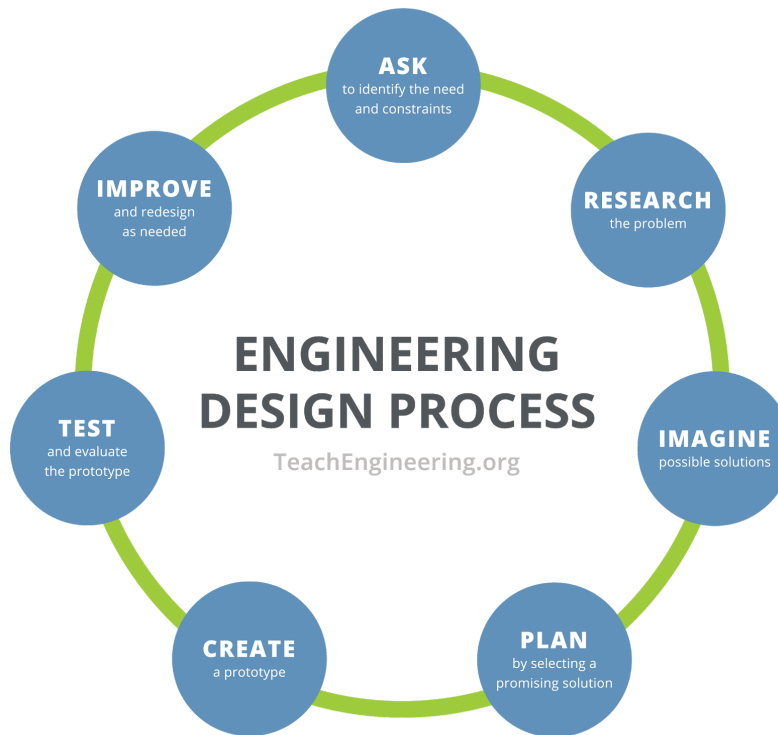 ASK
to identify the need
and constraints
RESEARCH
the problem
IMAGINE
possible solutions
PLAN
by selecting a
promising solution
CREATE
a prototype
TEST
and evaluate
the prototype
IMPROVE
and redesign
as needed
ENGINEERING
DESIGN PROCESS
TeachEngineering.org